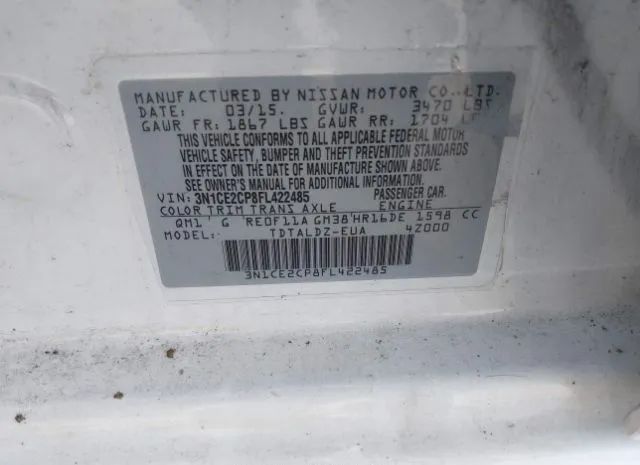 MANUFACTURED BY NISSAN MOTOR CO., LTD.
DATE: 03/15. GVWR: 3470 LBS
GAWR FR: 1867 LBS GAWR RR: 1704
THIS VEHICLE CONFORMS TO ALL APPLICABLE FEDERAL MOTOR
VEHICLE SAFETY, BUMPER AND THEFT PREVENTION STANDARDS
IN EFFECT ON THE DATE OF MANUFACTURE SHOWN ABOVE.
SEE OWNER'S MANUAL FOR ADDITIONAL INFORMATION.
VIN: 3N1CE2CP8FL422485 PASSENGER CAR.
COLOR TRIM TRANS AXLE ENGINE
QM1 G RE0F11A GM38 HR16DE 1598 CC
MODEL: TDTALDZ-EUA 4Z000
3N1CE2CP8FL422485